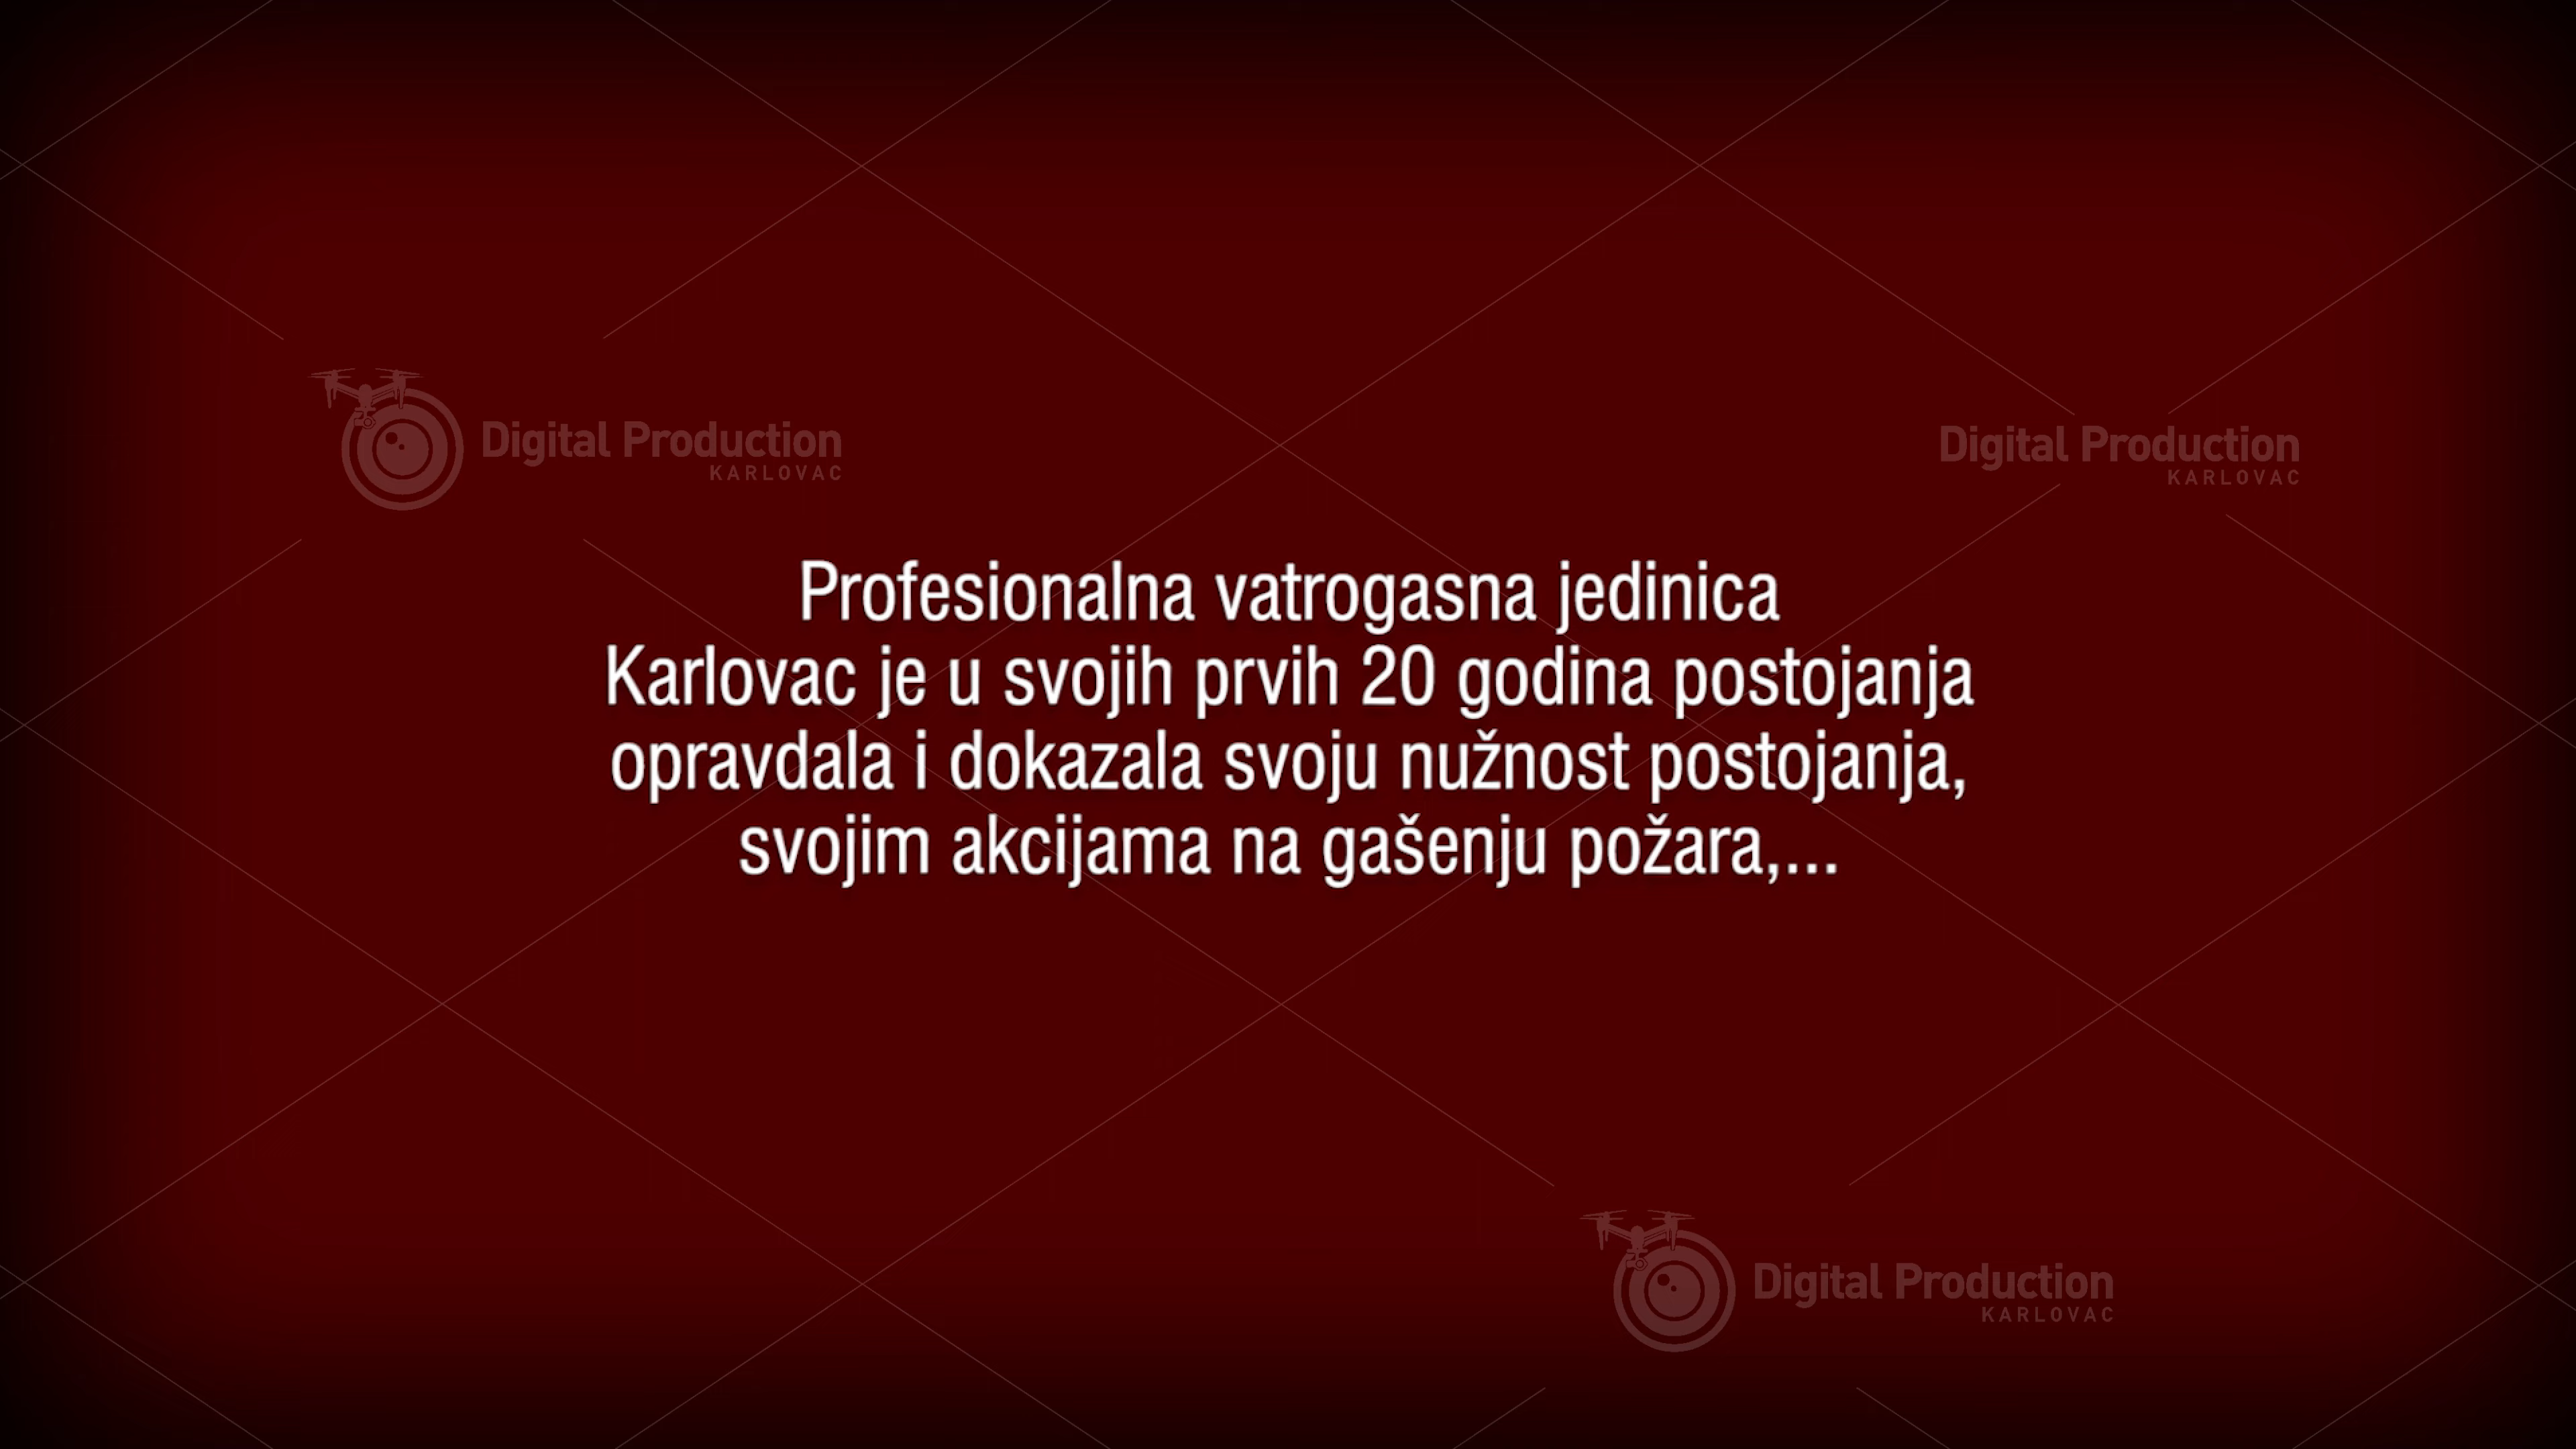 Digital Production
KARLOVAC
Digital Production
KARLOVAC
Profesionalna vatrogasna jedinica
Karlovac je u svojih prvih 20 godina postojanja
opravdala i dokazala svoju nužnost postojanja,
svojim akcijama na gašenju požara,...
Digital Production
KARLOVAC